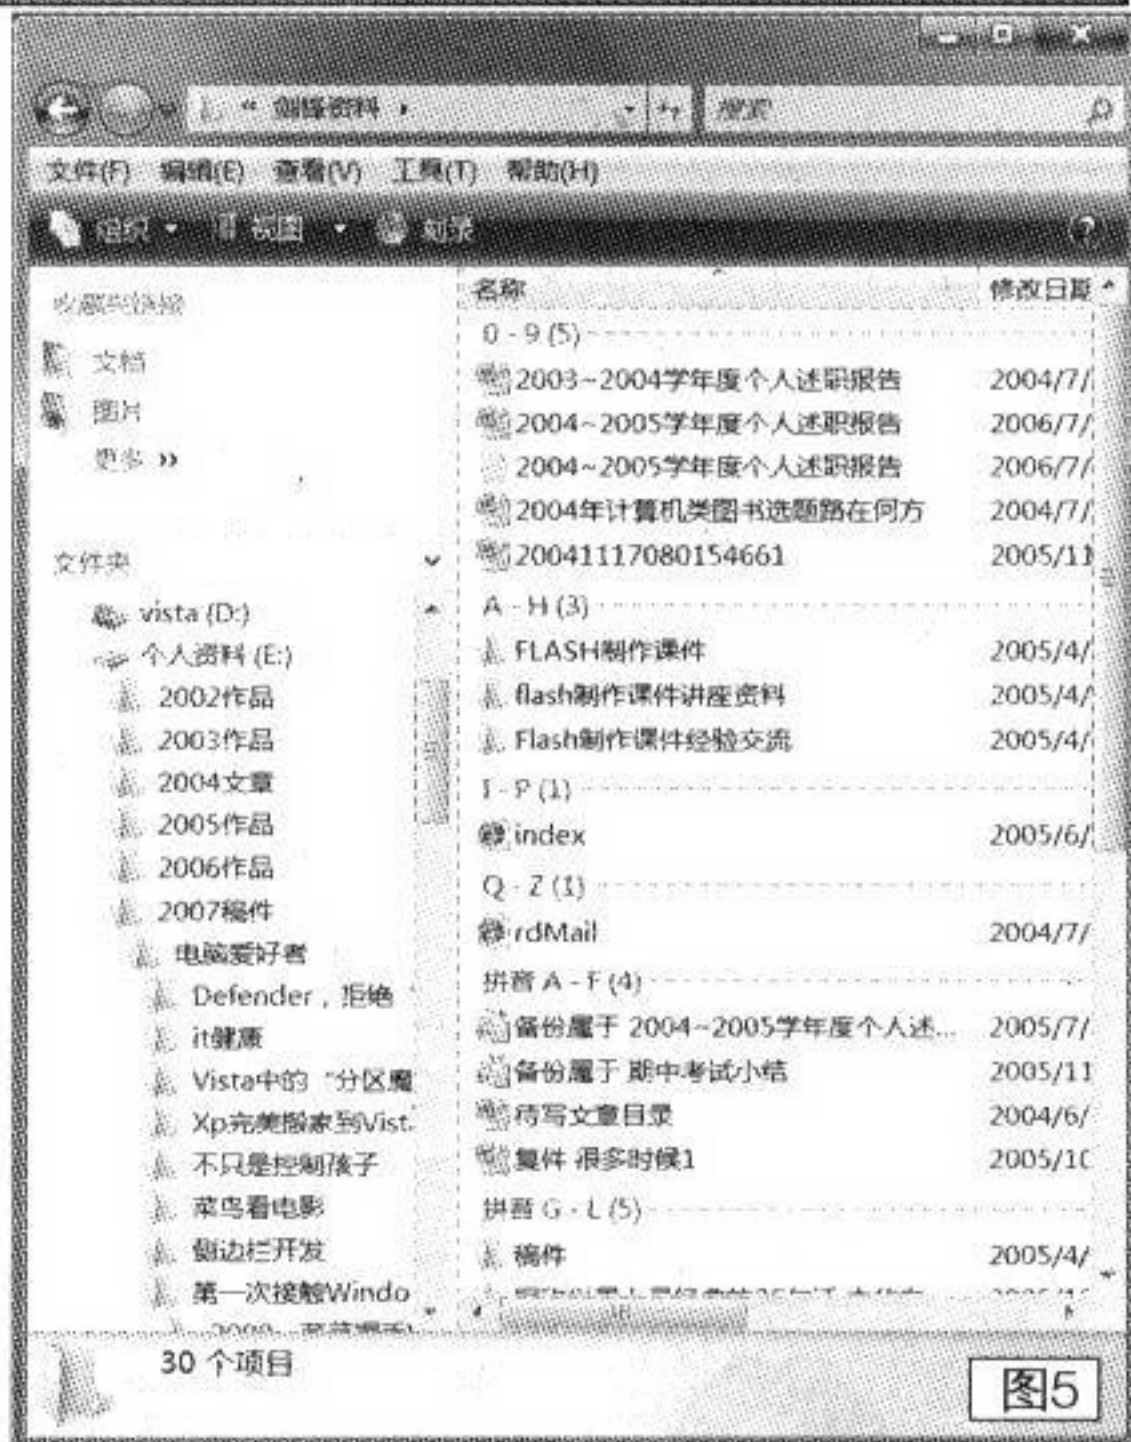 资料
搜索
文件(F) 编辑(E) 查看(V) 工具(T) 帮助(H)
组织 视图 刻录
名称 修改日期
收藏夹链接
文档
图片
更多 >>
文件夹
vista (D:)
个人资料 (E:)
2002作品
2003作品
2004文章
2005作品
2006作品
2007稿件
电脑爱好者
Defender，拒绝
it健康
Vista中的“分区魔
Xp完美搬家到Vist
不只是控制孩子
菜鸟看电影
侧边栏开发
第一次接触Windo
0 - 9 (5)
2003~2004学年度个人述职报告 2004/7/
2004~2005学年度个人述职报告 2006/7/
2004~2005学年度个人述职报告 2006/7/
2004年计算机类图书选题路在何方 2004/7/
200411117080154661 2005/11
A - H (3)
FLASH制作课件 2005/4/
flash制作课件讲座资料 2005/4/
Flash制作课件经验交流 2005/4/
I - P (1)
index 2005/6/
Q - Z (1)
rdMail 2004/7/
拼音 A - F (4)
备份属于 2004~2005学年度个人述... 2005/7/
备份属于 期中考试小结 2005/11
待写文章目录 2004/6/
复件 很多时候1 2005/10
拼音 G - L (5)
稿件 2005/4/
30 个项目
图5